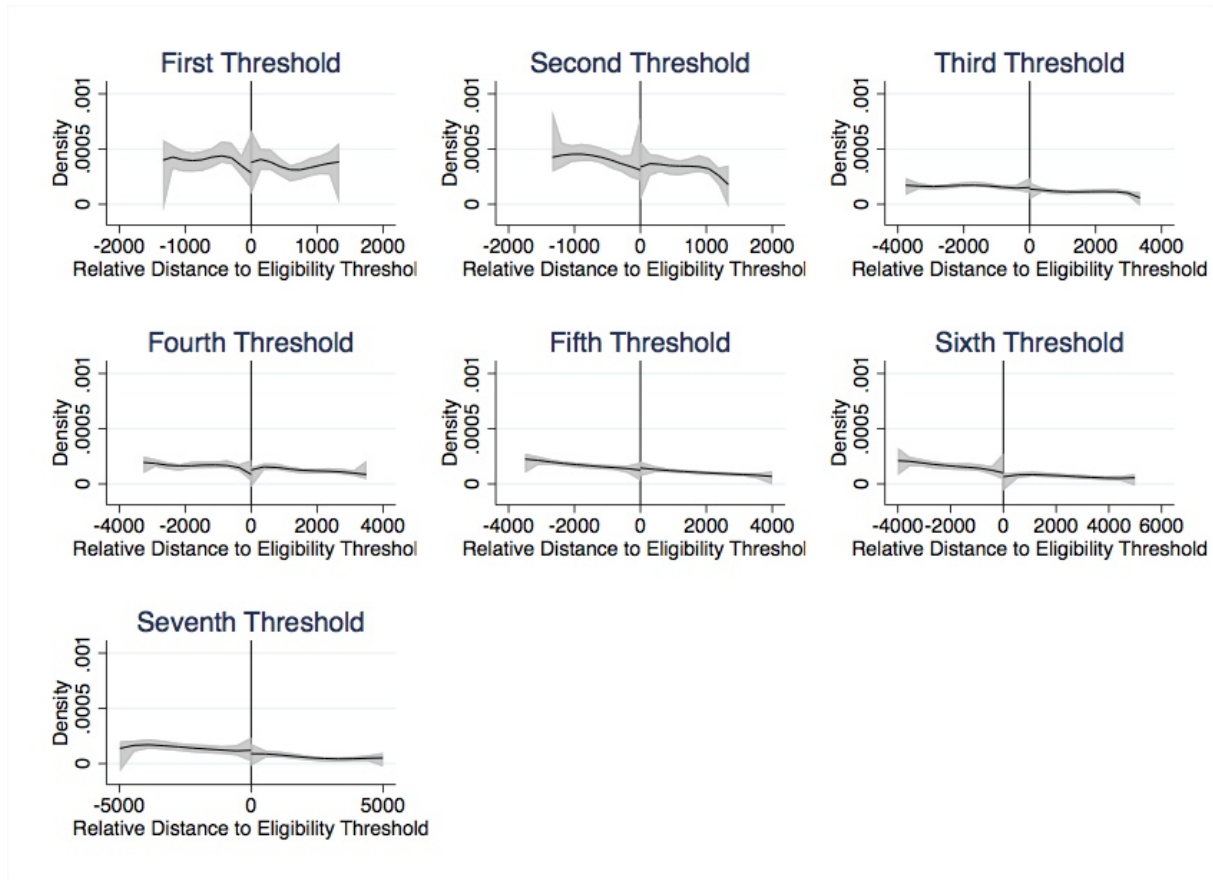 First Threshold
Density
0 .0005 .001
-2000 -1000 0 1000 2000
Relative Distance to Eligibility Threshol
Second Threshold
Density
0 .0005 .001
-2000 -1000 0 1000 2000
Relative Distance to Eligibility Threshol
Third Threshold
Density
0 .0005 .001
-4000 -2000 0 2000 4000
Relative Distance to Eligibility Threshold
Fourth Threshold
Density
0 .0005 .001
-4000 -2000 0 2000 4000
Relative Distance to Eligibility Threshol
Fifth Threshold
Density
0 .0005 .001
-4000 -2000 0 2000 4000
Relative Distance to Eligibility Threshol
Sixth Threshold
Density
0 .0005 .001
-4000 -2000 0 2000 4000 6000
Relative Distance to Eligibility Threshold
Seventh Threshold
Density
0 .0005 .001
-5000 0 5000
Relative Distance to Eligibility Threshold